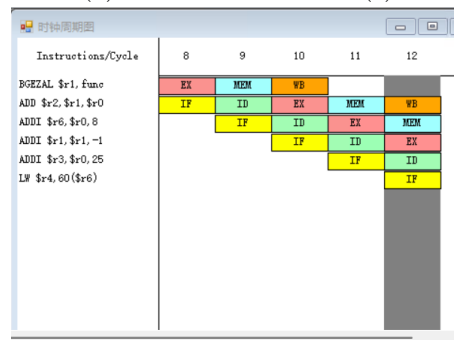 时钟周期图
Instructions/Cycle 8 9 10 11 12
BGEZAL $r1,func EX MEM WB
ADD $r2,$r1,$r0 IF ID EX MEM WB
ADDI $r6,$r0,8 IF ID EX MEM
ADDI $r1,$r1,-1 IF ID EX
ADDI $r3,$r0,25 IF ID
LW $r4,60($r6) IF